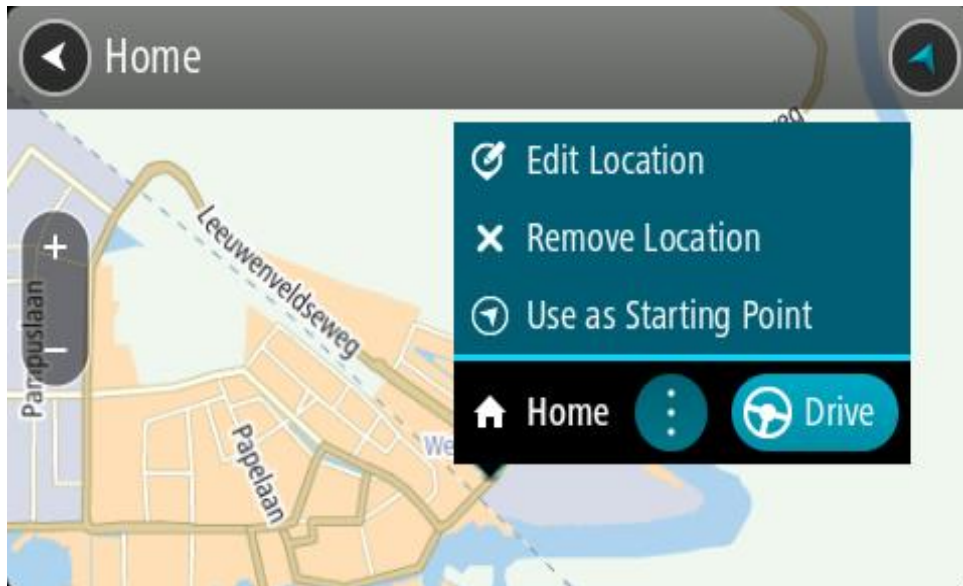 Home
Edit Location
Leeuwenveldseweg
Remove Location
Pampuslaan
Use as Starting Point
Home
Drive
Papelaan